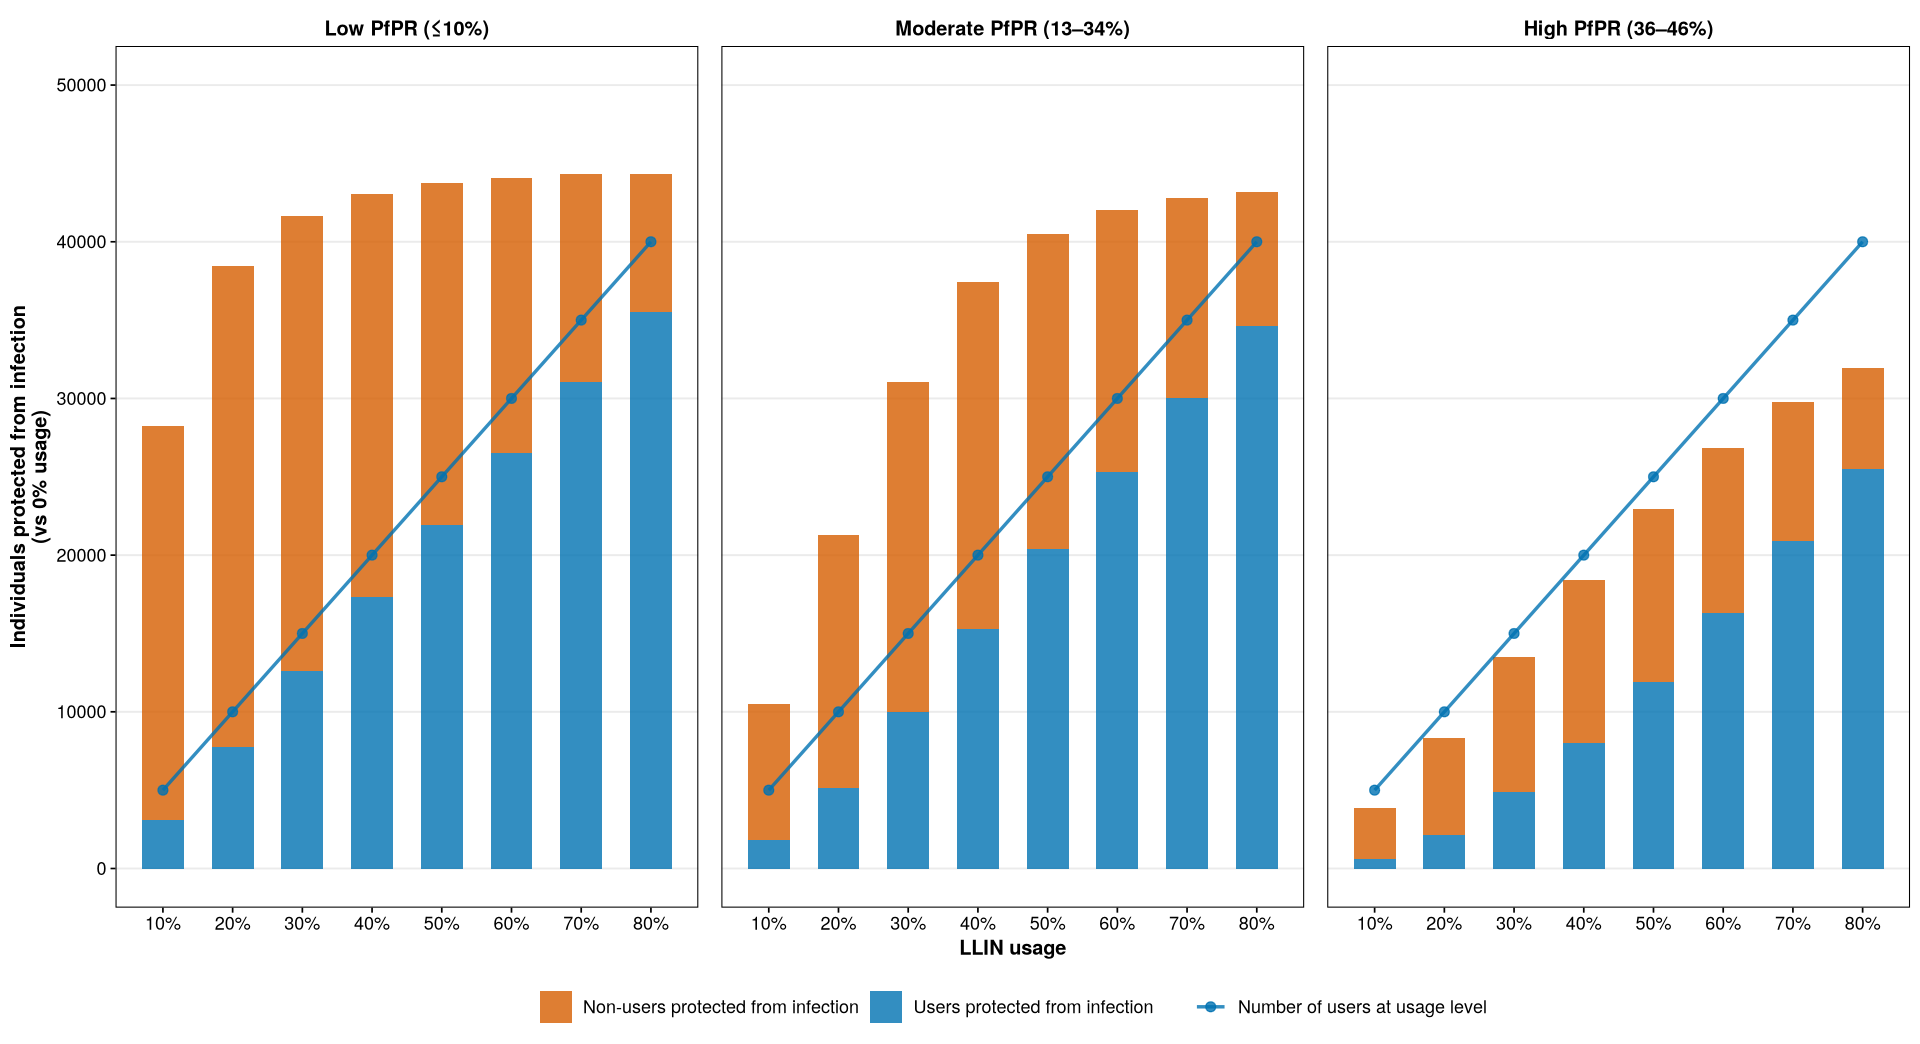 Low PfPR (≤10%)
Moderate PfPR (13–34%)
High PfPR (36–46%)
Individuals protected from infection
(vs 0% usage)
50000
40000
30000
20000
10000
0
10% 20% 30% 40% 50% 60% 70% 80%
10% 20% 30% 40% 50% 60% 70% 80%
10% 20% 30% 40% 50% 60% 70% 80%
LLIN usage
Non-users protected from infection
Users protected from infection
Number of users at usage level